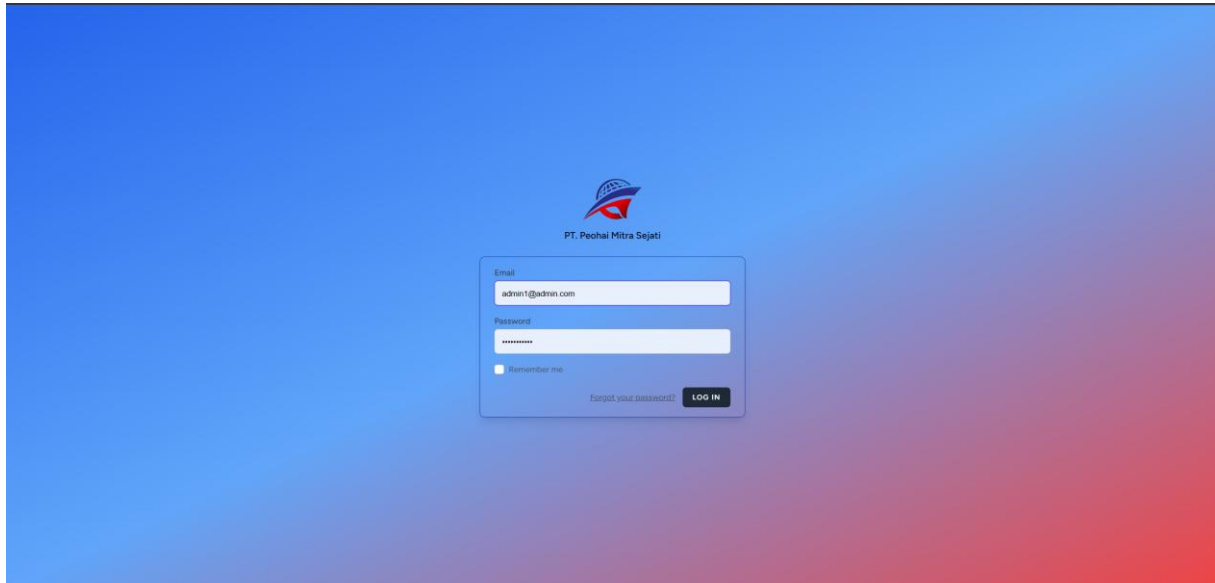 PT. Peohai Mitra Sejati
Email
admin1@admin.com
Password
•••••••••••
Remember me
Forgot your password? LOG IN